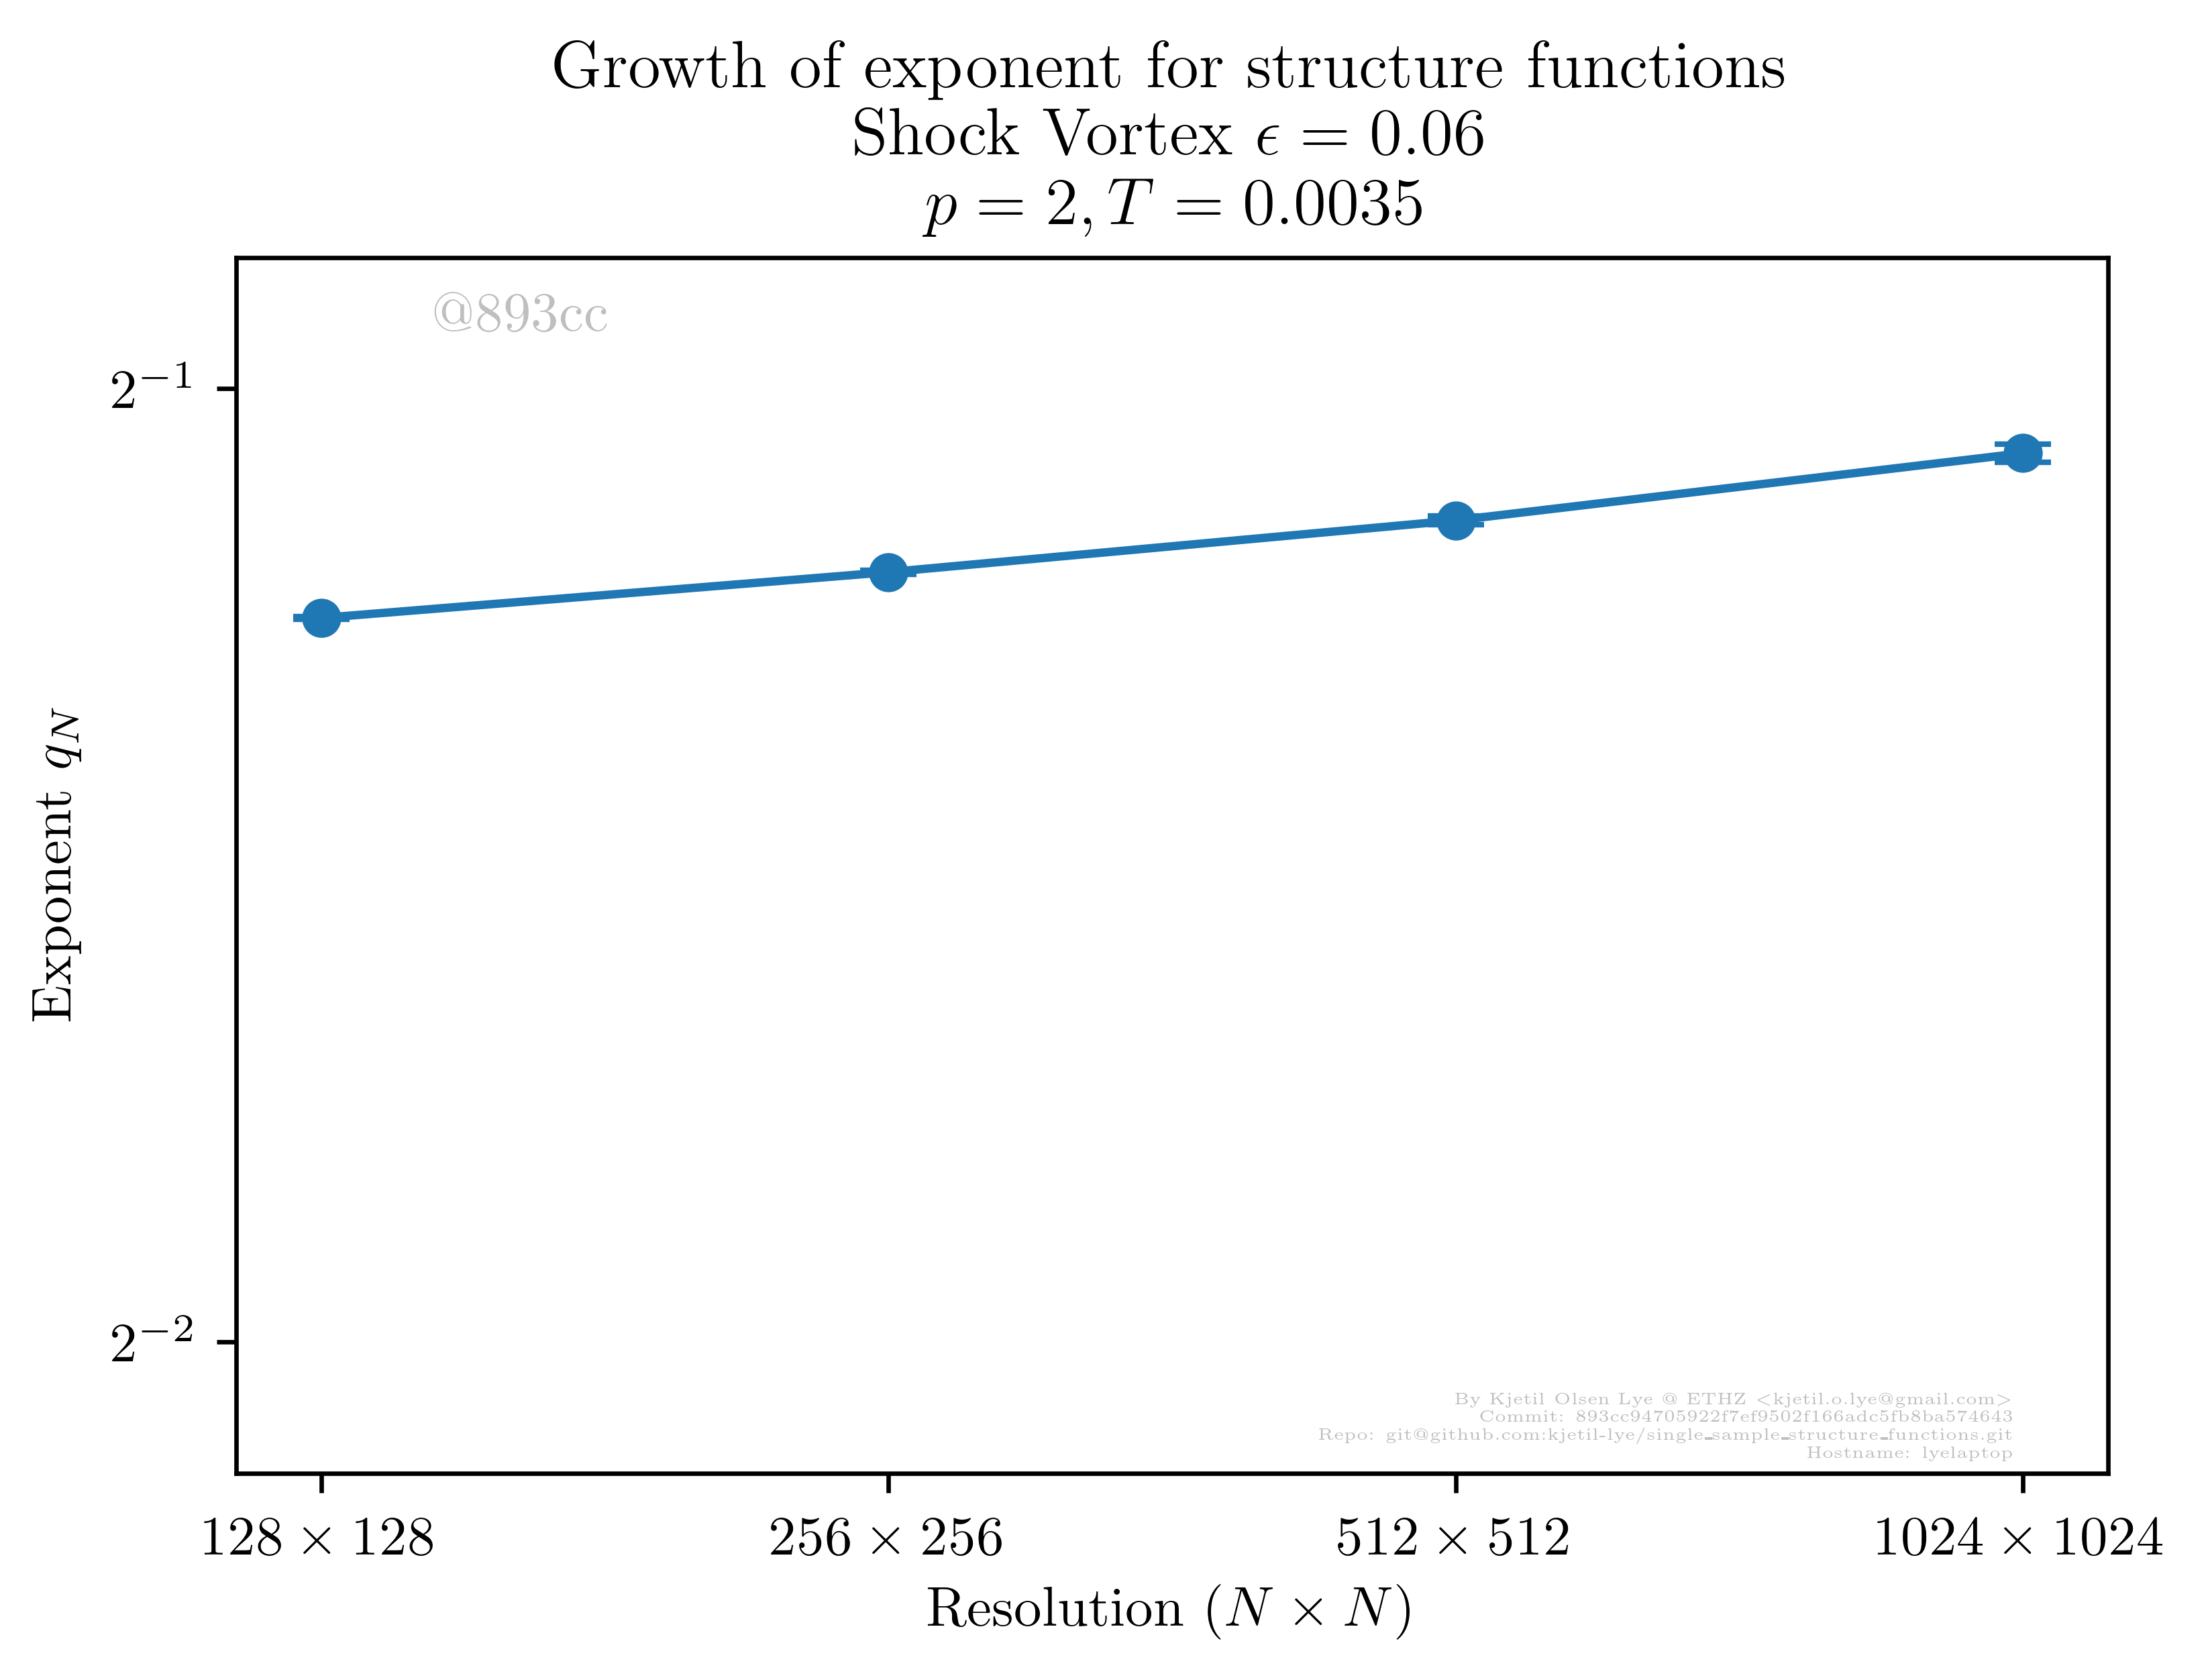 Growth of exponent for structure functions
Shock Vortex ϵ = 0.06
p = 2, T = 0.0035
@893cc
2⁻¹
Exponent q_N
2⁻²
By Kjetil Olsen Lye @ ETHZ <kjetil.o.lye@gmail.com>
Commit: 893cc94705922f7ef9502f166adc5fb8ba574643
Repo: git@github.com:kjetil-lye/single_sample_structure_functions.git
Hostname: lyelaptop
128 × 128 256 × 256 512 × 512 1024 × 1024
Resolution (N × N)